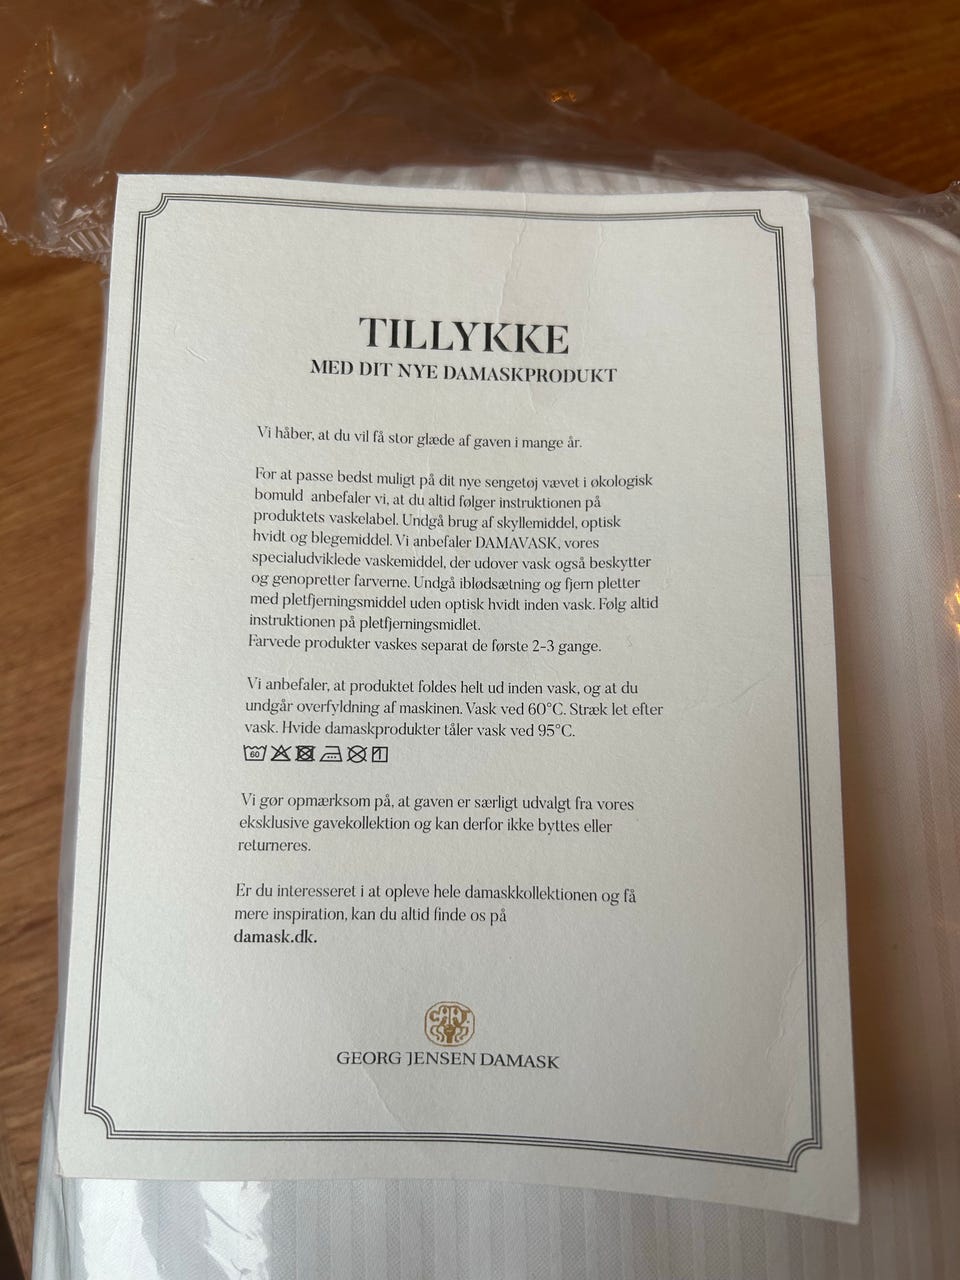 TILLYKKE
MED DIT NYE DAMASKPRODUKT
Vi håber, at du vil få stor glæde af gaven i mange år.
For at passe bedst muligt på dit nye sengetøj vævet i økologisk
bomuld anbefaler vi, at du altid følger instruktionen på
produktets vaskelabel. Undgå brug af skyllemiddel, optisk
hvidt og blegemiddel. Vi anbefaler DAMAVASK, vores
specialudviklede vaskemiddel, der udover vask også beskytter
og genopretter farverne. Undgå iblødsætning og fjern pletter
med pletfjerningsmiddel uden optisk hvidt inden vask. Følg altid
instruktionen på pletfjerningsmidlet.
Farvede produkter vaskes separat de første 2-3 gange.
Vi anbefaler, at produktet foldes helt ud inden vask, og at du
undgår overfyldning af maskinen. Vask ved 60°C. Stræk let efter
vask. Hvide damaskprodukter tåler vask ved 95°C.
60
Vi gør opmærksom på, at gaven er særligt udvalgt fra vores
eksklusive gavekollektion og kan derfor ikke byttes eller
returneres.
Er du interesseret i at opleve hele damaskkollektionen og få
mere inspiration, kan du altid finde os på
damask.dk.
GEORG JENSEN DAMASK